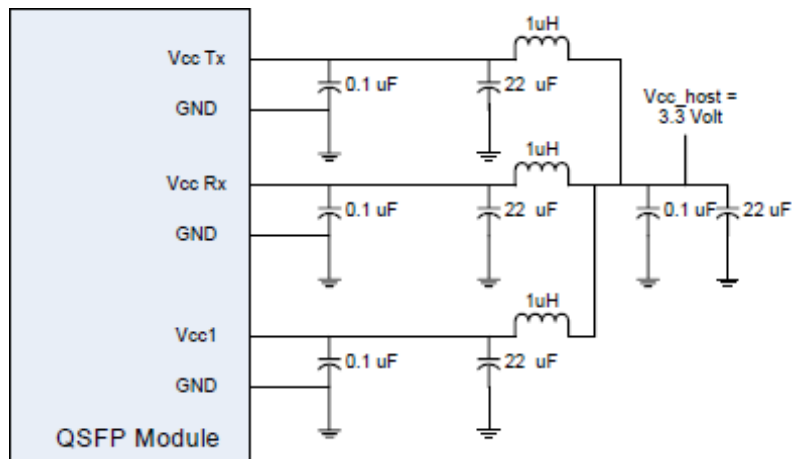 1uH
Vcc Tx
0.1 uF
22 uF
GND
Vcc_host =
3.3 Volt
1uH
Vcc Rx
0.1 uF
22 uF
0.1 uF
22 uF
GND
1uH
Vcc1
0.1 uF
22 uF
GND
QSFP Module